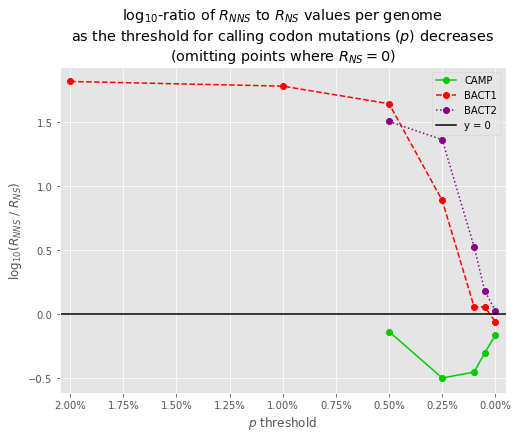 log₁₀-ratio of R_NNS to R_NS values per genome
as the threshold for calling codon mutations (p) decreases
(omitting points where R_NS = 0)
CAMP
BACT1
BACT2
y = 0
1.5
1.0
0.5
0.0
−0.5
log₁₀(R_NNS / R_NS)
2.00% 1.75% 1.50% 1.25% 1.00% 0.75% 0.50% 0.25% 0.00%
p threshold